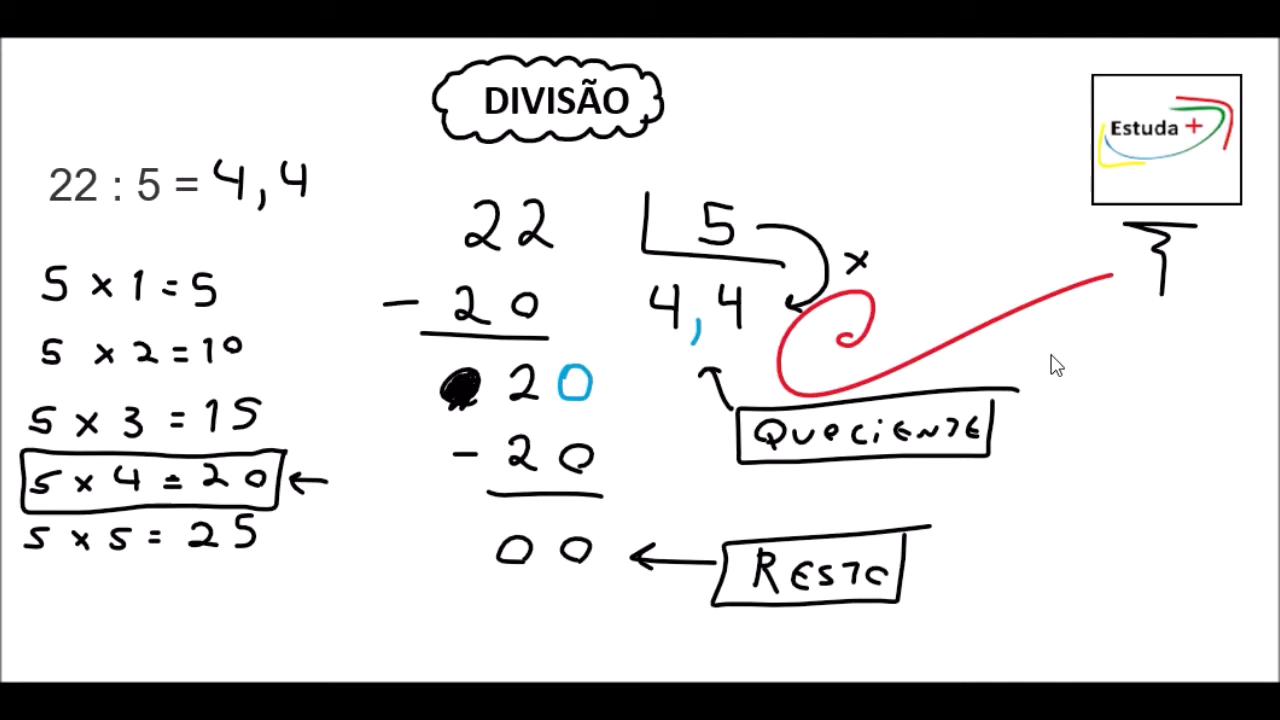 DIVISÃO
Estuda +
22 : 5 = 4,4
5 x 1 = 5
5 x 2 = 10
5 x 3 = 15
5 x 4 = 20 ←
5 x 5 = 25
22 5
- 20 4,4 x
20
- 20
00
QUOCIENTE
RESTO